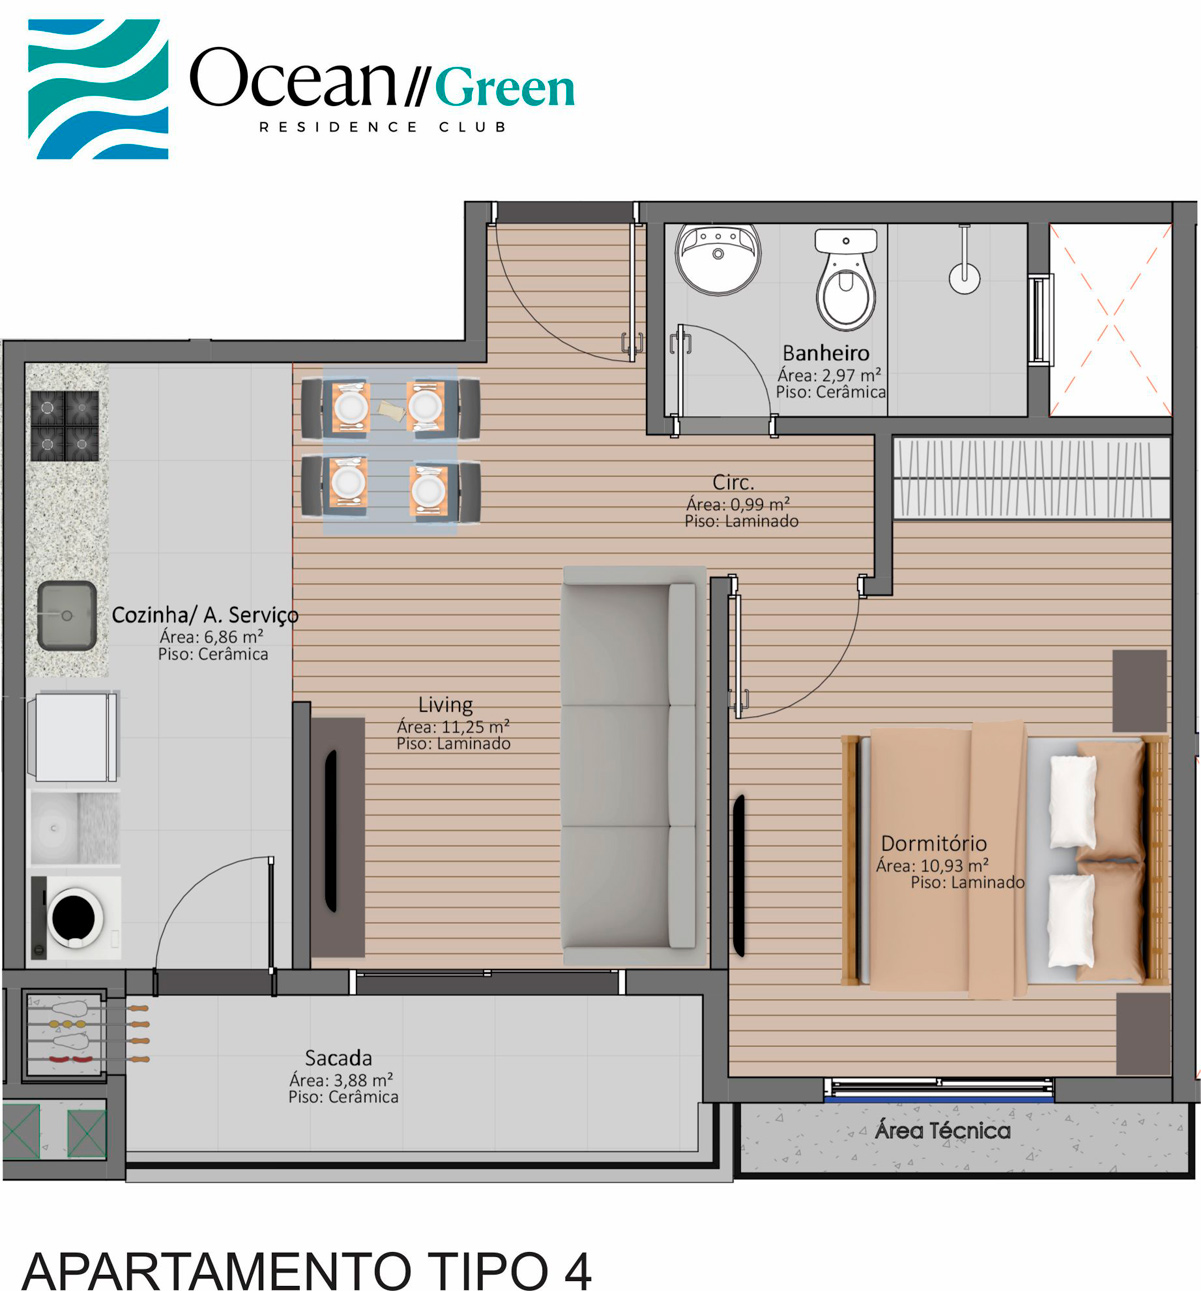 Ocean//Green
RESIDENCE CLUB
Banheiro
Área: 2,97 m²
Piso: Cerâmica
Circ.
Área: 0,99 m²
Piso: Laminado
Cozinha/ A. Serviço
Área: 6,86 m²
Piso: Cerâmica
Living
Área: 11,25 m²
Piso: Laminado
Dormitório
Área: 10,93 m²
Piso: Laminado
Sacada
Área: 3,88 m²
Piso: Cerâmica
Área Técnica
APARTAMENTO TIPO 4